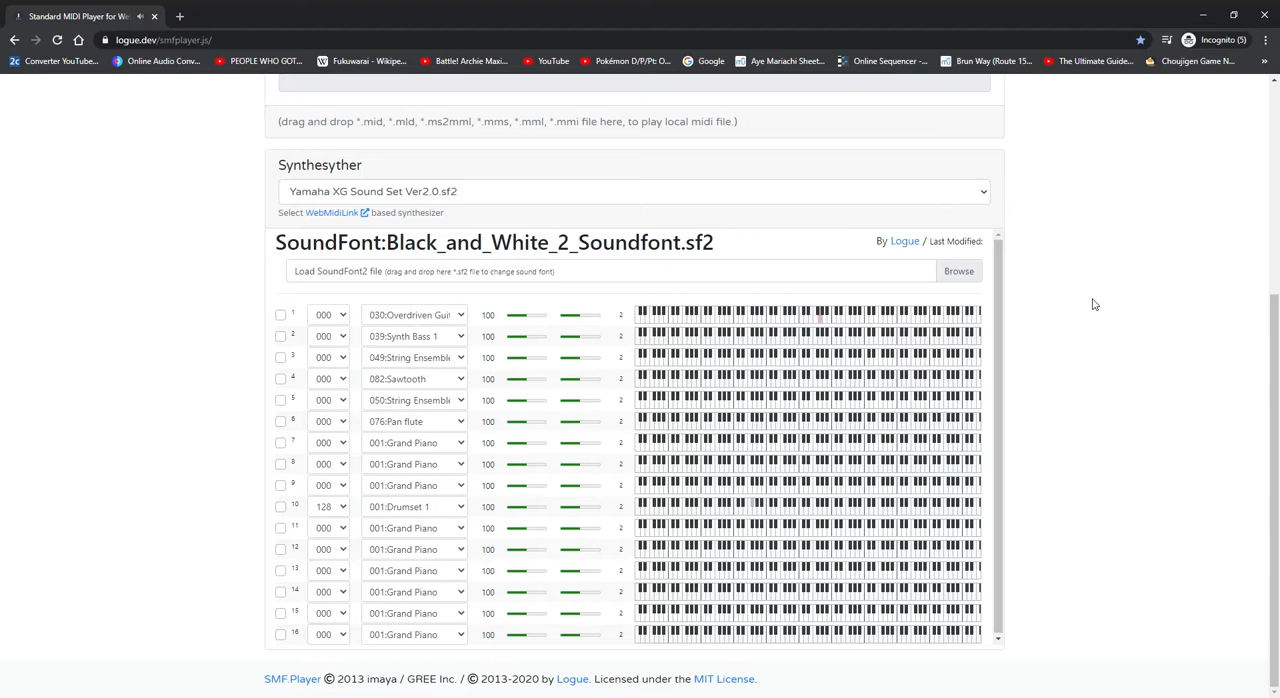 Standard MIDI Player for We
Incognito (5)
logue.dev/smfplayer.js/
Converter YouTube...
Online Audio Conv...
PEOPLE WHO GOT...
Fukuwarai - Wikipe...
Battle! Archie Maxi...
YouTube
Pokémon D/P/Pt: O...
Google
Aye Mariachi Sheet...
Online Sequencer -...
Brun Way (Route 15...
The Ultimate Guide...
Choujigen Game N...
»
(drag and drop *.mid, *.mld, *.ms2mml, *.mms, *.mml, *.mmi file here, to play local midi file.)
Synthesyther
Yamaha XG Sound Set Ver2.0.sf2
Select WebMidiLink based synthesizer
SoundFont:Black_and_White_2_Soundfont.sf2
By Logue / Last Modified:
Load SoundFont2 file (drag and drop here *.sf2 file to change sound font)
Browse
1 000 030:Overdriven Guit 100 2
2 000 039:Synth Bass 1 100 2
3 000 049:String Ensemble 100 2
4 000 082:Sawtooth 100 2
5 000 050:String Ensemble 100 2
6 000 076:Pan flute 100 2
7 000 001:Grand Piano 100 2
8 000 001:Grand Piano 100 2
9 000 001:Grand Piano 100 2
10 128 001:Drumset 1 100 2
11 000 001:Grand Piano 100 2
12 000 001:Grand Piano 100 2
13 000 001:Grand Piano 100 2
14 000 001:Grand Piano 100 2
15 000 001:Grand Piano 100 2
16 000 001:Grand Piano 100 2
SMF.Player © 2013 imaya / GREE Inc. / © 2013-2020 by Logue. Licensed under the MIT License.